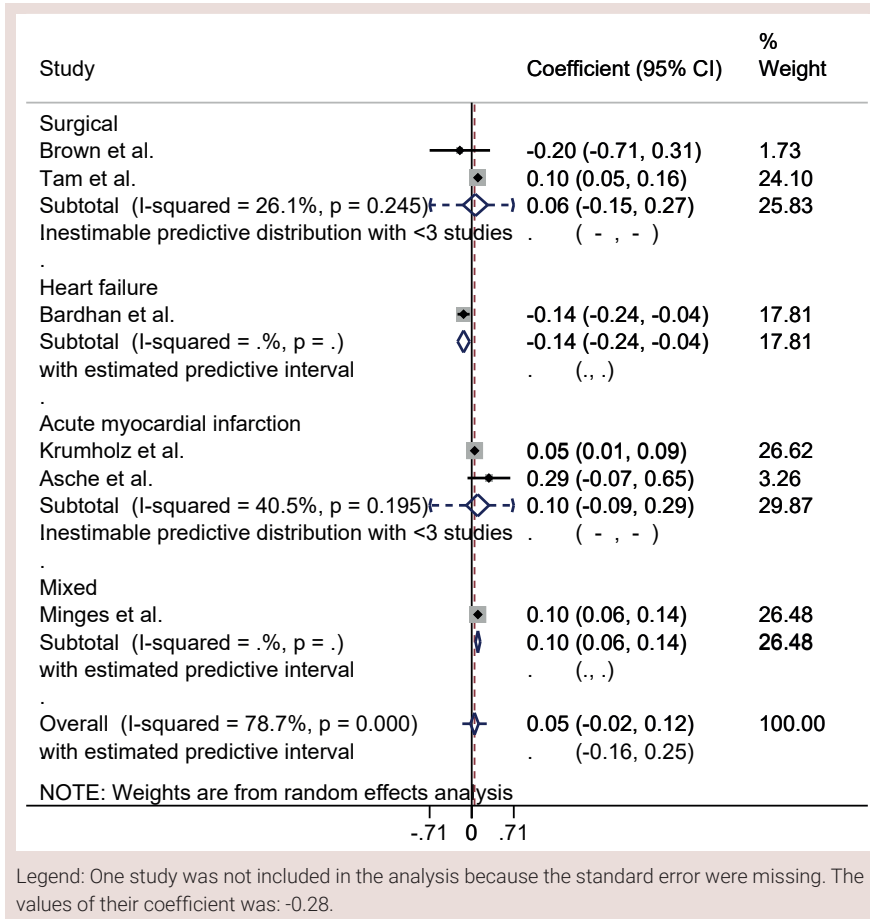 %
Study Coefficient (95% CI) Weight
Surgical
Brown et al. -0.20 (-0.71, 0.31) 1.73
Tam et al. 0.10 (0.05, 0.16) 24.10
Subtotal (I-squared = 26.1%, p = 0.245) 0.06 (-0.15, 0.27) 25.83
Inestimable predictive distribution with <3 studies . ( - , - )
.
Heart failure
Bardhan et al. -0.14 (-0.24, -0.04) 17.81
Subtotal (I-squared = .%, p = .) -0.14 (-0.24, -0.04) 17.81
with estimated predictive interval . (., .)
.
Acute myocardial infarction
Krumholz et al. 0.05 (0.01, 0.09) 26.62
Asche et al. 0.29 (-0.07, 0.65) 3.26
Subtotal (I-squared = 40.5%, p = 0.195) 0.10 (-0.09, 0.29) 29.87
Inestimable predictive distribution with <3 studies . ( - , - )
.
Mixed
Minges et al. 0.10 (0.06, 0.14) 26.48
Subtotal (I-squared = .%, p = .) 0.10 (0.06, 0.14) 26.48
with estimated predictive interval . (., .)
.
Overall (I-squared = 78.7%, p = 0.000) 0.05 (-0.02, 0.12) 100.00
with estimated predictive interval . (-0.16, 0.25)
NOTE: Weights are from random effects analysis
-.71 0 .71
Legend: One study was not included in the analysis because the standard error were missing. The
values of their coefficient was: -0.28.